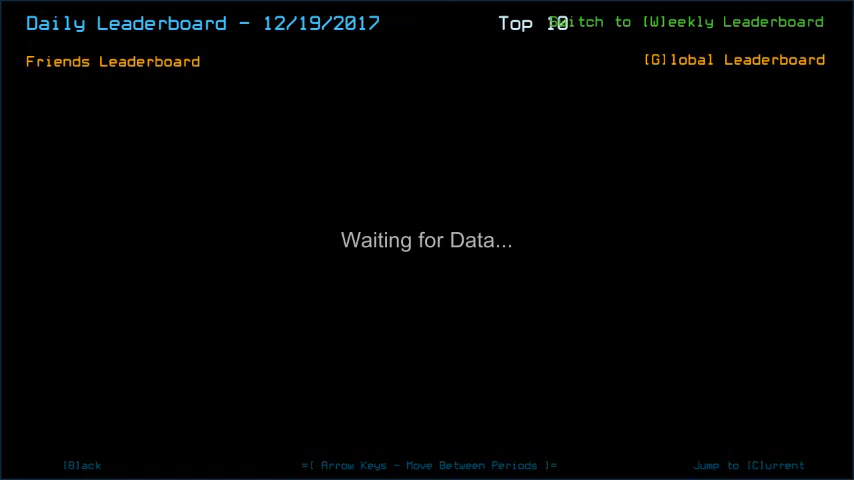 Daily Leaderboard - 12/19/2017
Top 10
Switch to [W]eekly Leaderboard
Friends Leaderboard
[G]lobal Leaderboard
Waiting for Data...
[B]ack
=[ Arrow Keys - Move Between Periods ]=
Jump to [C]urrent